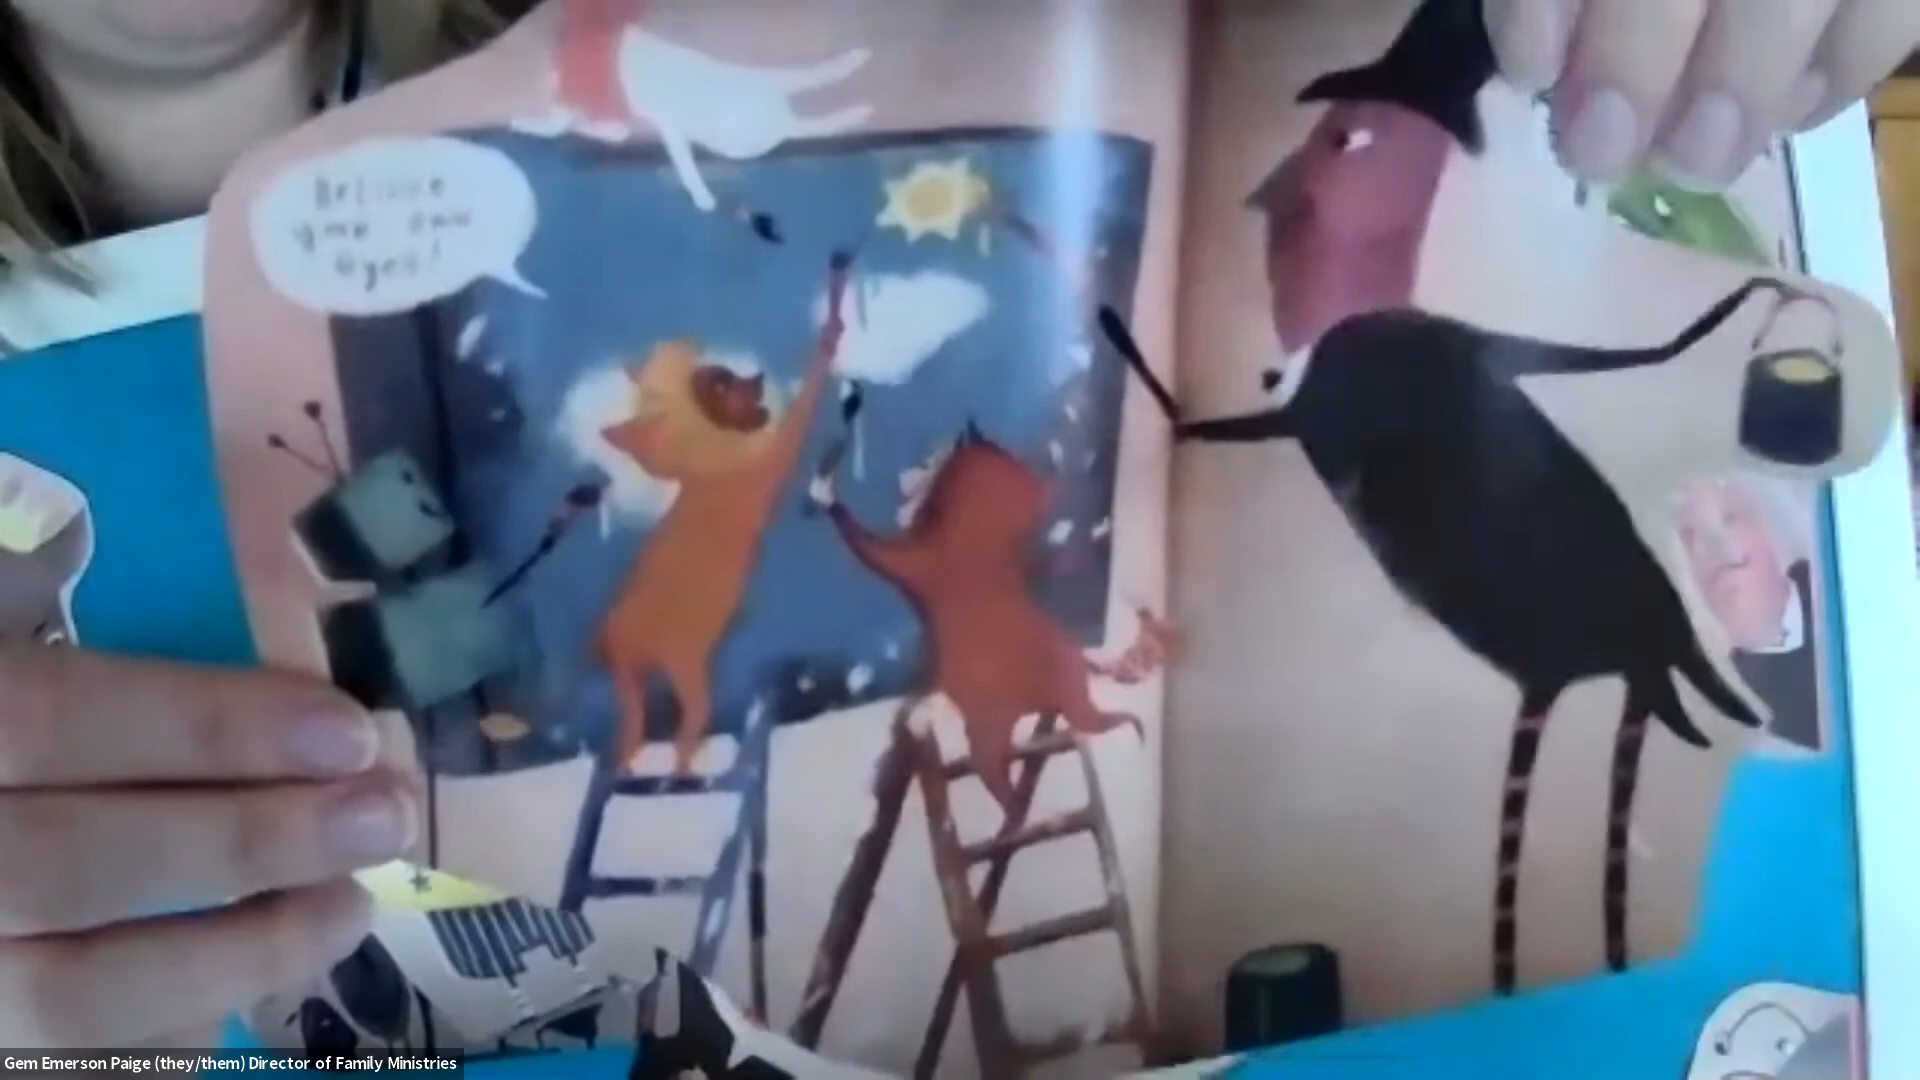 Believe
your own
eyes!
Gem Emerson Paige (they/them) Director of Family Ministries